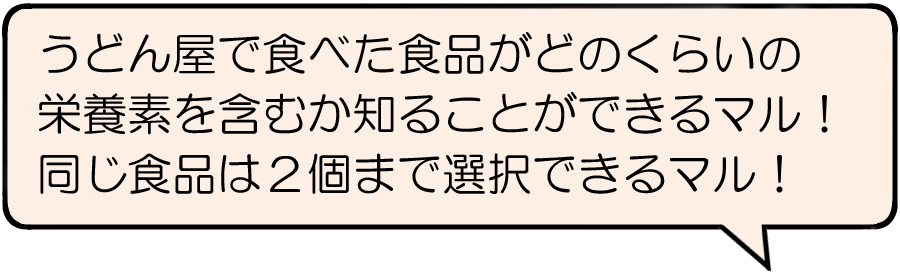 うどん屋で食べた食品がどのくらいの
栄養素を含むか知ることができるマル！
同じ食品は２個まで選択できるマル！